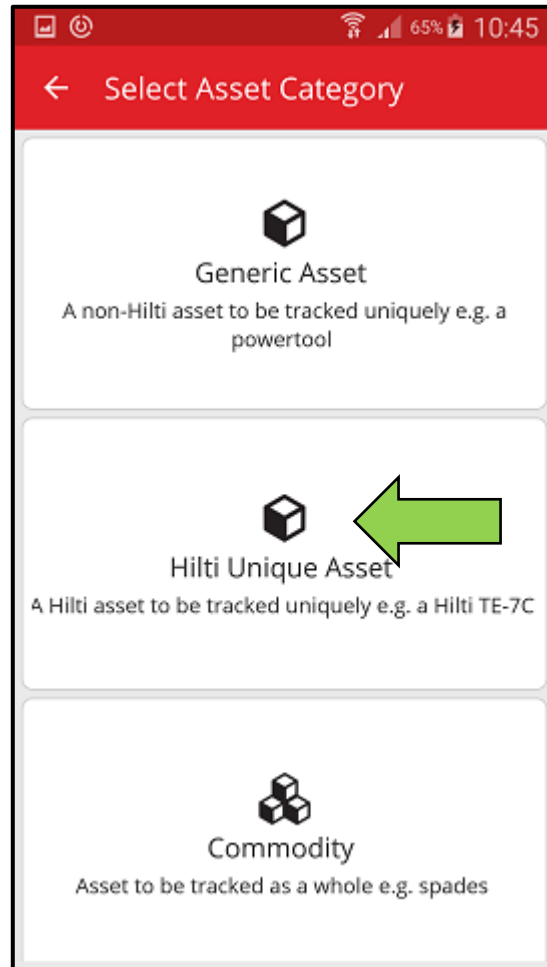 65% 10:45
Select Asset Category
Generic Asset
A non-Hilti asset to be tracked uniquely e.g. a
powertool
Hilti Unique Asset
A Hilti asset to be tracked uniquely e.g. a Hilti TE-7C
Commodity
Asset to be tracked as a whole e.g. spades